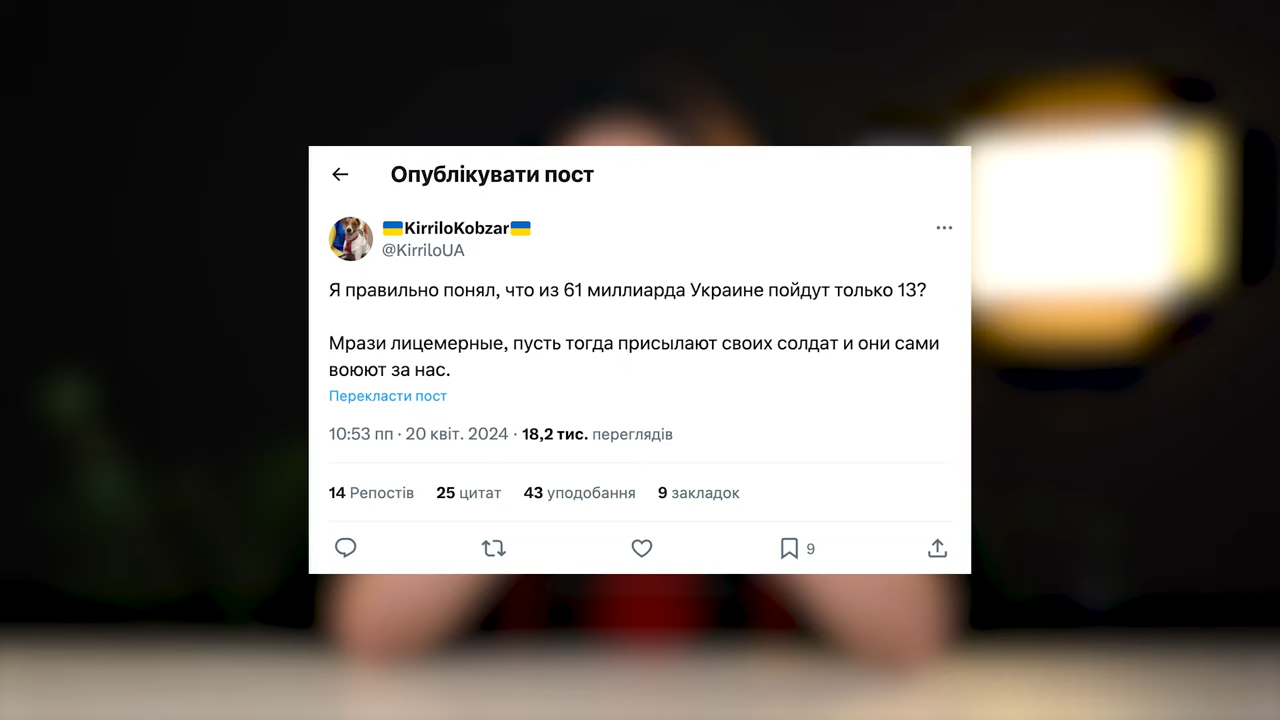 Опублікувати пост
🇺🇦KirriloKobzar🇺🇦
@KirriloUA
Я правильно понял, что из 61 миллиарда Украине пойдут только 13?
Мрази лицемерные, пусть тогда присылают своих солдат и они сами
воюют за нас.
Перекласти пост
10:53 пп · 20 квіт. 2024 · 18,2 тис. переглядів
14 Репостів 25 цитат 43 уподобання 9 закладок
9